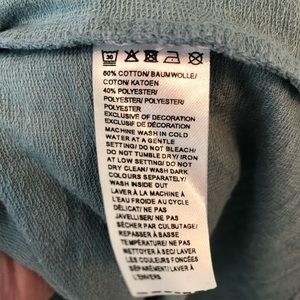 30
60% COTTON/ BAUMWOLLE/
COTON/ KATOEN
40% POLYESTER/
POLYESTER/ POLYESTER/
POLYESTER
EXCLUSIVE OF DECORATION
EXCLUSIF DE DÉCORATION
MACHINE WASH IN COLD
WATER AT A GENTLE
SETTING/ DO NOT BLEACH/
DO NOT TUMBLE DRY/ IRON
AT LOW SETTING/ DO NOT
DRY CLEAN/ WASH DARK
COLOURS SEPARATELY/
WASH INSIDE OUT
LAVER À LA MACHINE À
L'EAU FROIDE AU CYCLE
DÉLICAT/ NE PAS
JAVELLISER/ NE PAS
SÉCHER PAR CULBUTAGE/
REPASSER À BASSE
TEMPÉRATURE/ NE PAS
NETTOYER À SEC/ LAVER
LES COULEURS FONCÉES
SÉPARÉMENT/ LAVER À
L'ENVERS